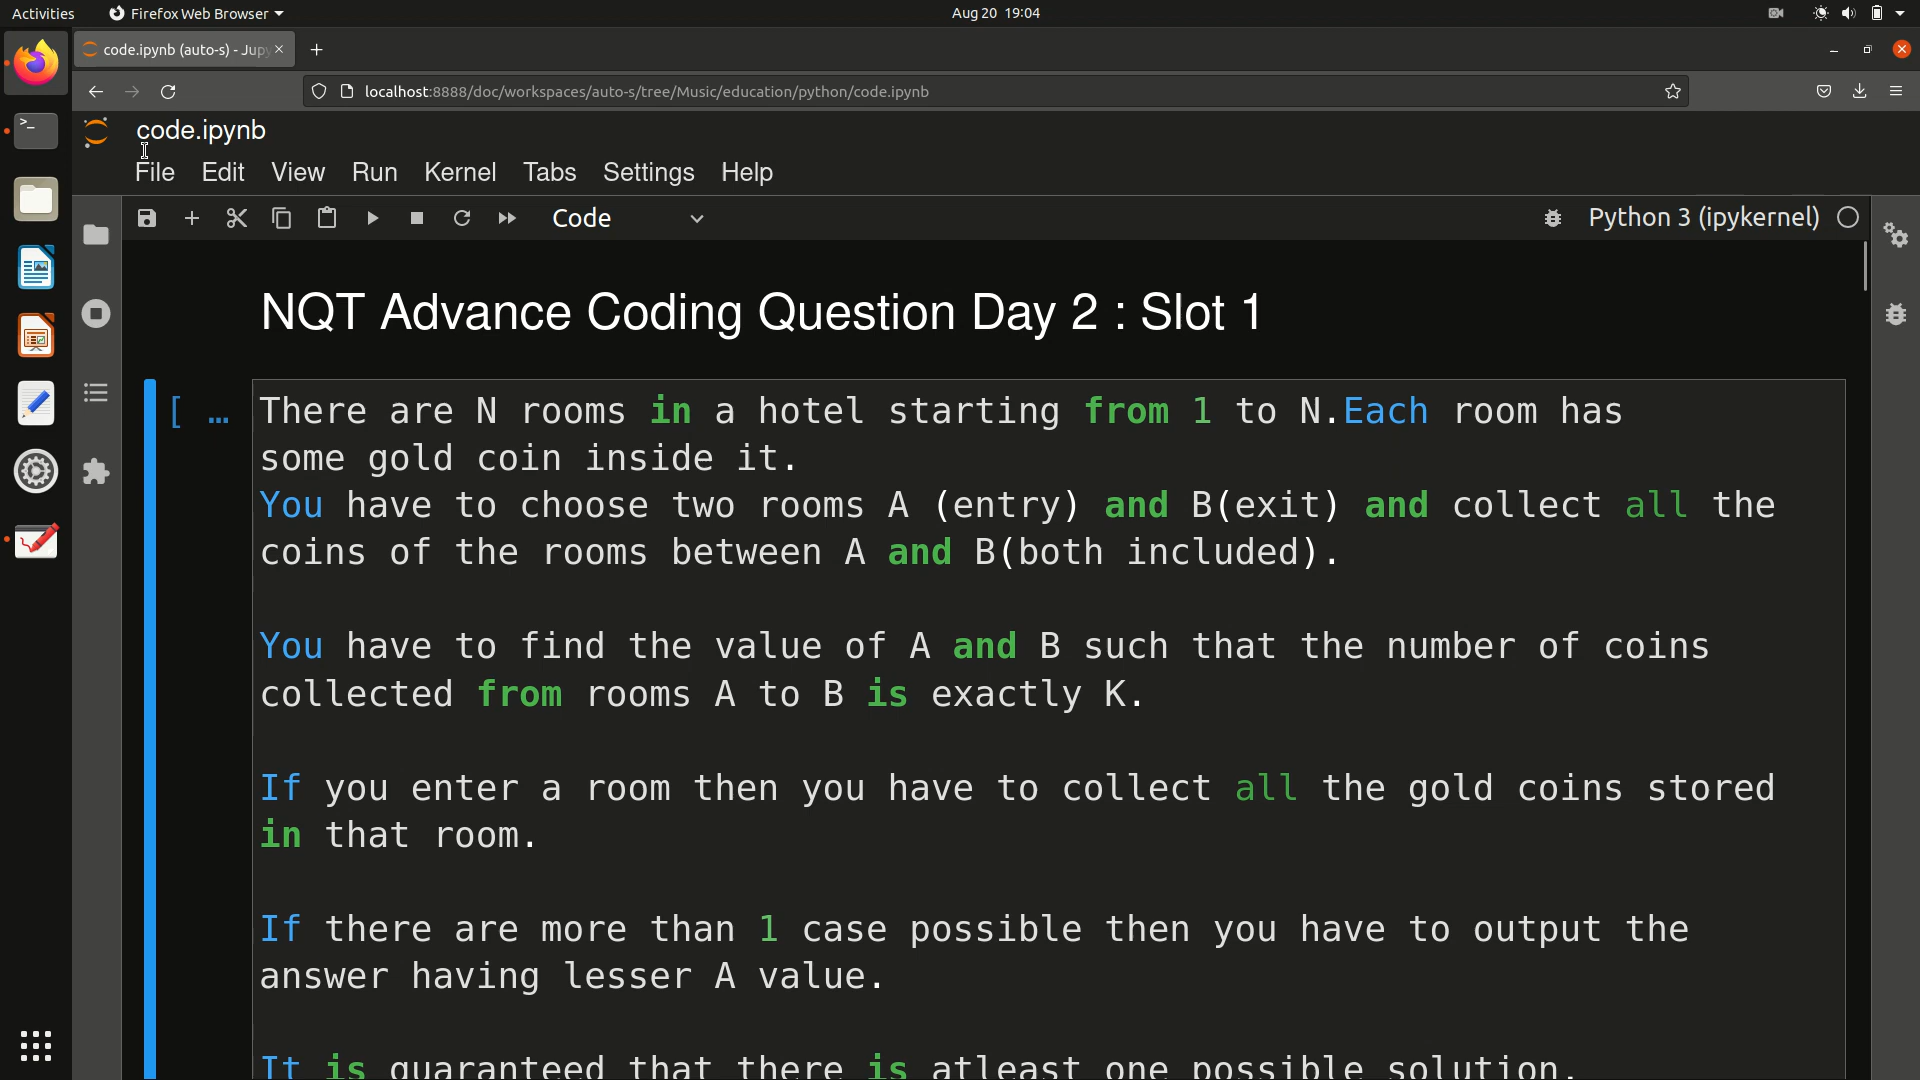 Activities
Firefox Web Browser
Aug 20 19:04
code.ipynb (auto-s) - Jup
localhost:8888/doc/workspaces/auto-s/tree/Music/education/python/code.ipynb
code.ipynb
File Edit View Run Kernel Tabs Settings Help
Code
Python 3 (ipykernel)
NQT Advance Coding Question Day 2 : Slot 1
[ …
There are N rooms in a hotel starting from 1 to N.Each room has
some gold coin inside it.
You have to choose two rooms A (entry) and B(exit) and collect all the
coins of the rooms between A and B(both included).
You have to find the value of A and B such that the number of coins
collected from rooms A to B is exactly K.
If you enter a room then you have to collect all the gold coins stored
in that room.
If there are more than 1 case possible then you have to output the
answer having lesser A value.
It is guaranteed that there is atleast one possible solution.